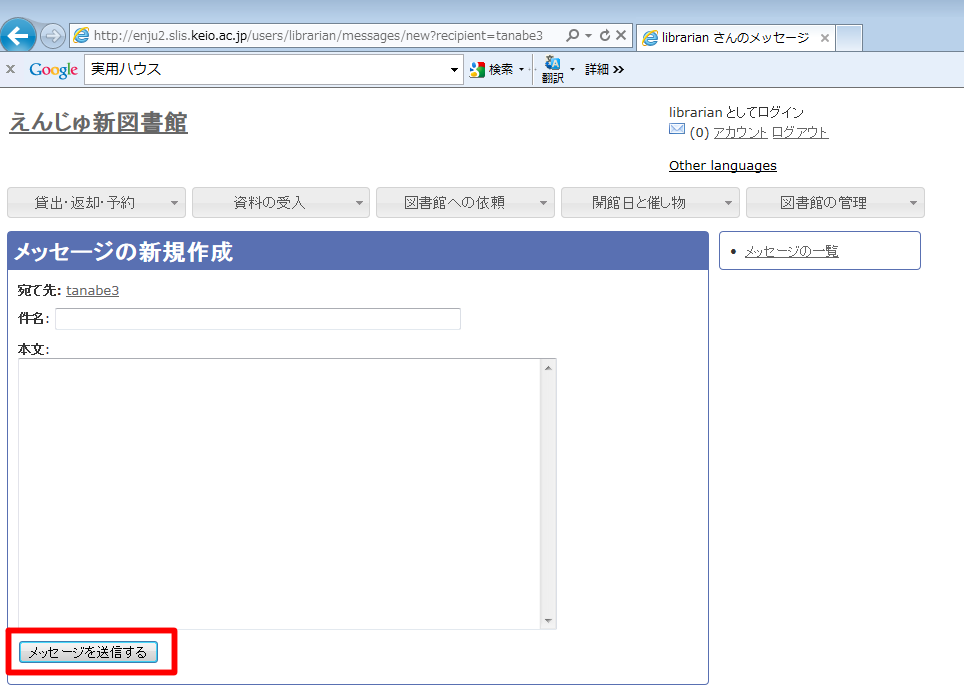 http://enju2.slis.keio.ac.jp/users/librarian/messages/new?recipient=tanabe3
librarian さんのメッセージ
Google
実用ハウス
検索
翻訳
詳細
えんじゅ新図書館
librarian としてログイン
(0) アカウント ログアウト
Other languages
貸出・返却・予約
資料の受入
図書館への依頼
開館日と催し物
図書館の管理
メッセージの新規作成
メッセージの一覧
宛て先: tanabe3
件名:
本文:
メッセージを送信する